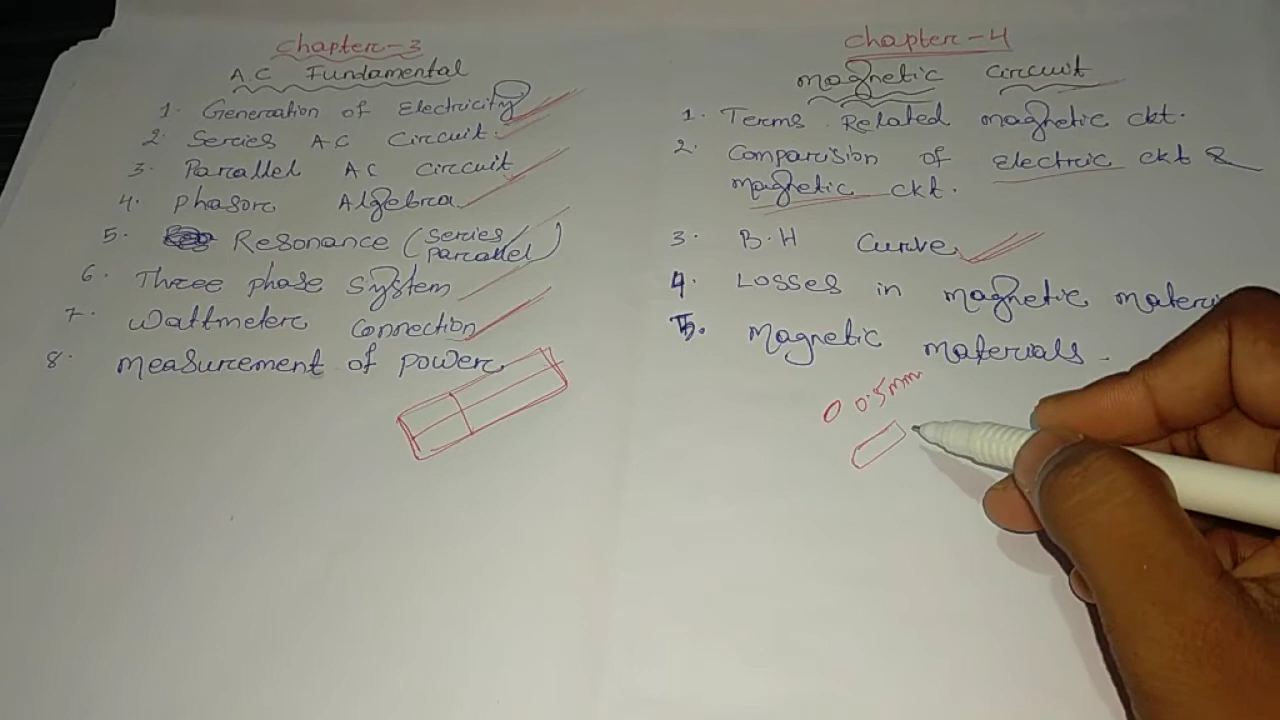 Chapter-3
A.C Fundamental
1. Generation of Electricity
2. Series A.C Circuit.
3. Parallel AC circuit
4. Phasor Algebra
5. Resonance (Series/
Parallel)
6. Three phase system
7. Wattmeter Connection
8. measurement of power
Chapter-4
magnetic circuit
1. Terms Related magnetic ckt.
2. Comparision of electric ckt &
magnetic ckt.
3. B.H Curve
4. Losses in magnetic
5. Magnetic materials.
0.5mm